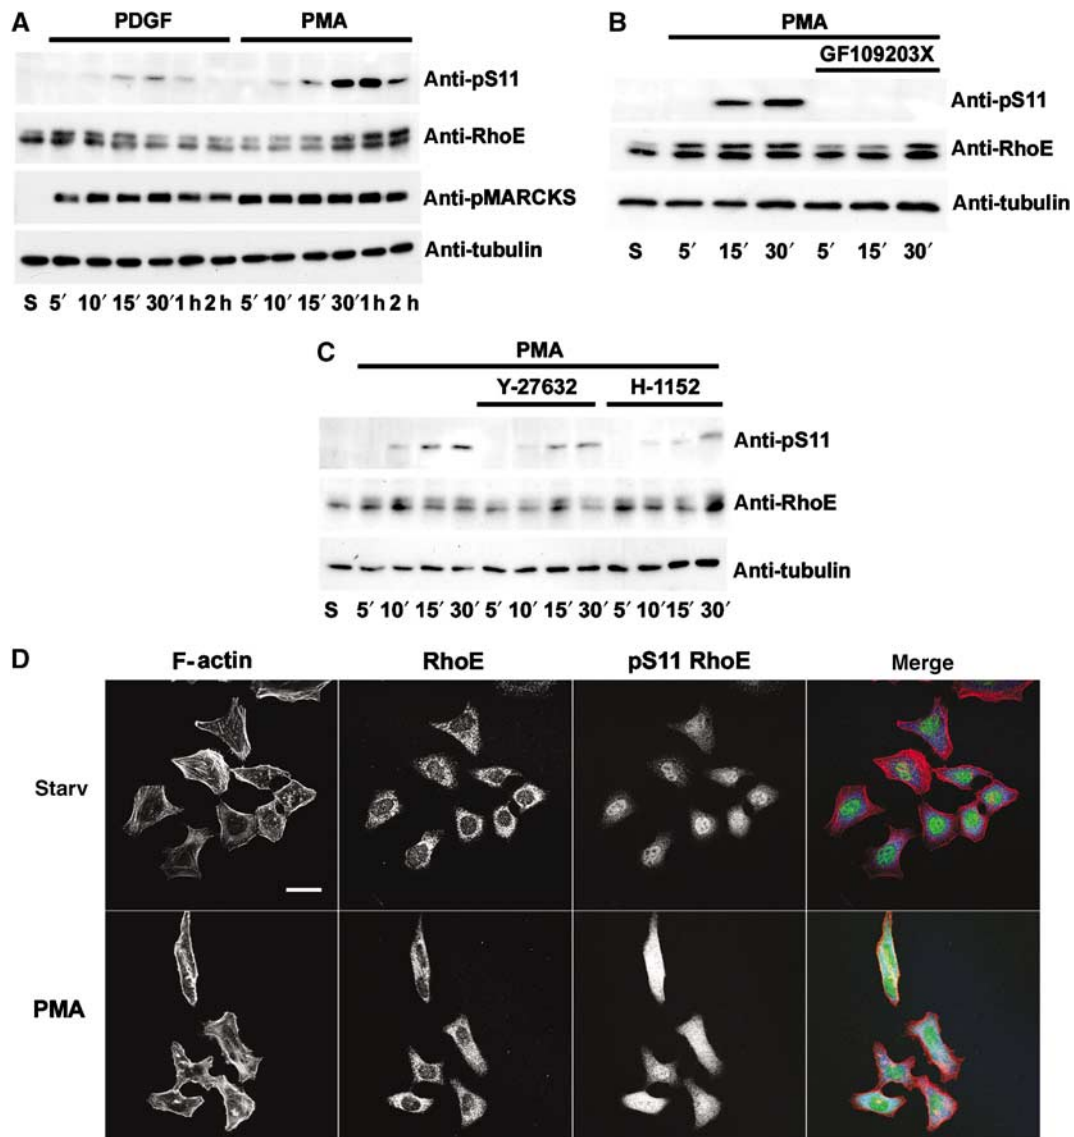 A
PDGF PMA
Anti-pS11
Anti-RhoE
Anti-pMARCKS
Anti-tubulin
S 5′ 10′ 15′ 30′ 1 h 2 h 5′ 10′ 15′ 30′ 1 h 2 h
B
PMA
GF109203X
Anti-pS11
Anti-RhoE
Anti-tubulin
S 5′ 15′ 30′ 5′ 15′ 30′
C
PMA
Y-27632 H-1152
Anti-pS11
Anti-RhoE
Anti-tubulin
S 5′ 10′ 15′ 30′ 5′ 10′ 15′ 30′ 5′ 10′ 15′ 30′
D
F-actin RhoE pS11 RhoE Merge
Starv
PMA